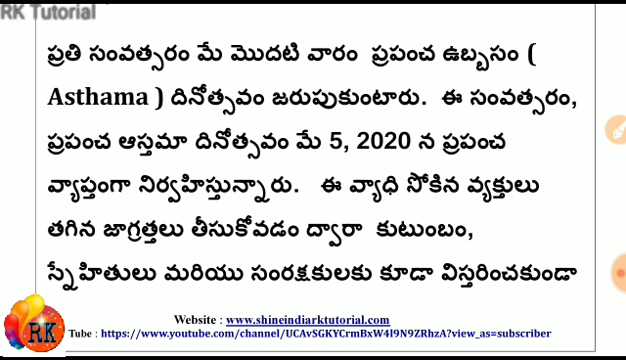 RK Tutorial
ప్రతి సంవత్సరం మే మొదటి వారం ప్రపంచ ఉబ్బసం (
Asthama ) దినోత్సవం జరుపుకుంటారు. ఈ సంవత్సరం,
ప్రపంచ ఆస్తమా దినోత్సవం మే 5, 2020 న ప్రపంచ
వ్యాప్తంగా నిర్వహిస్తున్నారు. ఈ వ్యాధి సోకిన వ్యక్తులు
తగిన జాగ్రత్తలు తీసుకోవడం ద్వారా కుటుంబం,
స్నేహితులు మరియు సంరక్షకులకు కూడా విస్తరించకుండా
Website : www.shineindiarktutorial.com
RK Tube : https://www.youtube.com/channel/UCAvSGKYCrmBxW4l9N9ZRhzA?view_as=subscriber